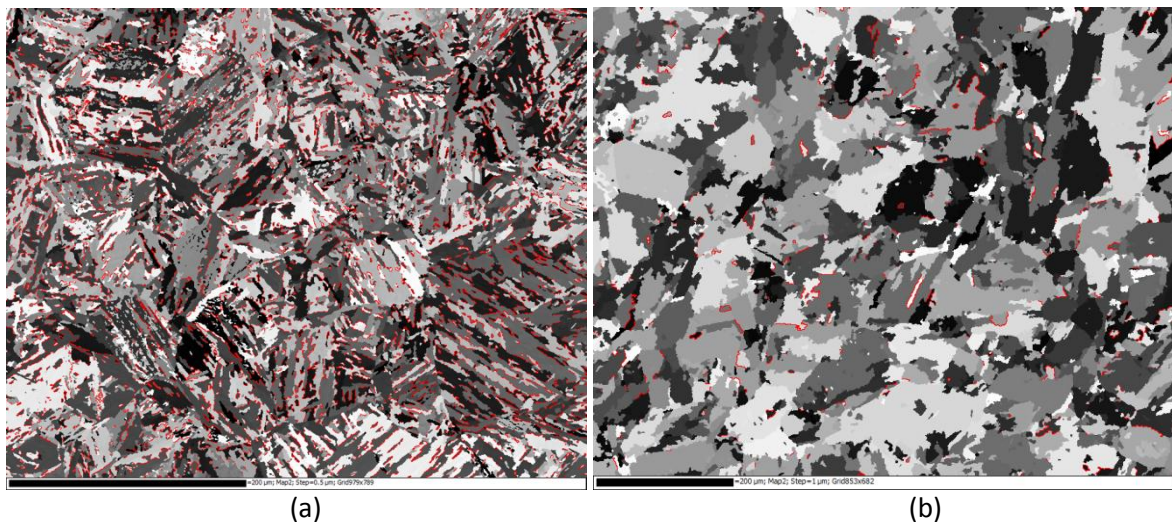 =200 µm; Map2; Step=0.5 µm; Grid979x789
=200 µm; Map2; Step=1 µm; Grid853x682
(a)
(b)